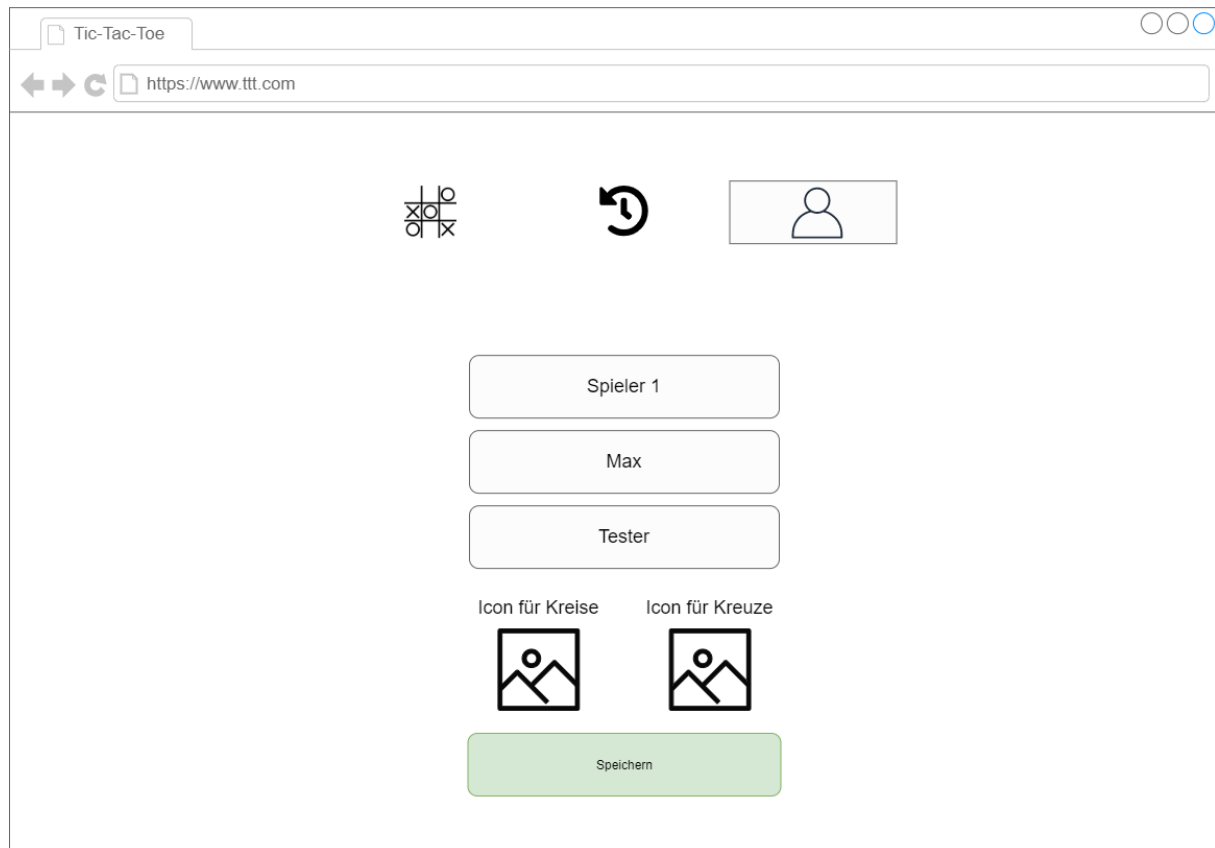 Tic-Tac-Toe
https://www.ttt.com
Spieler 1
Max
Tester
Icon für Kreise
Icon für Kreuze
Speichern